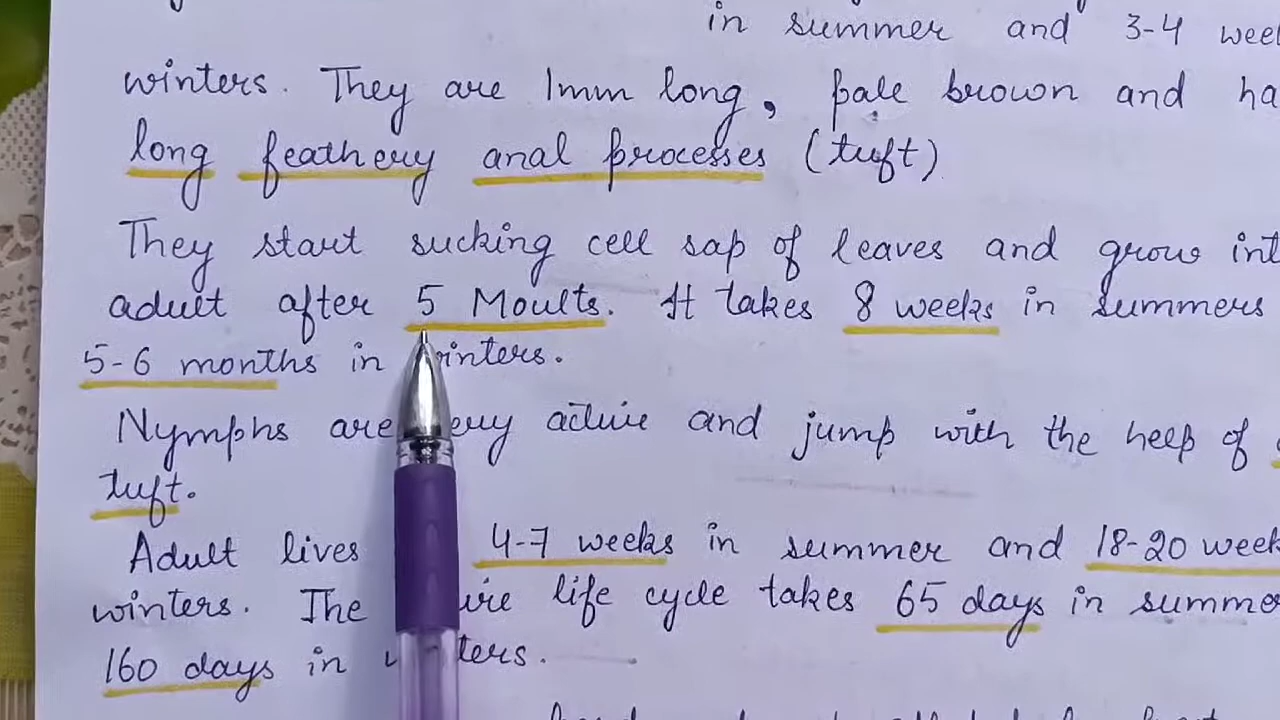 in summer and 3-4
winters. They are 1mm long, pale brown and
long feathery anal processes (tuft)
They start sucking cell sap of leaves and grow
adult after 5 Moults. It takes 8 weeks in summers
5-6 months in winters.
Nymphs are very active and jump with the help of
tuft.
Adult lives 4-7 weeks in summer and 18-20
winters. The life cycle takes 65 days in
160 days in